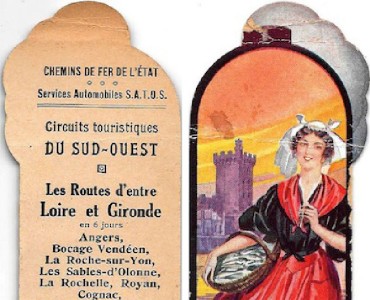 CHEMINS DE FER DE L'ÉTAT
Services Automobiles S.A.T.O.S.
Circuits touristiques
DU SUD-OUEST
Les Routes d'entre
Loire et Gironde
en 6 jours
Angers,
Bocage Vendéen,
La Roche-sur-Yon,
Les Sables-d'Olonne,
La Rochelle, Royan,
Cognac,